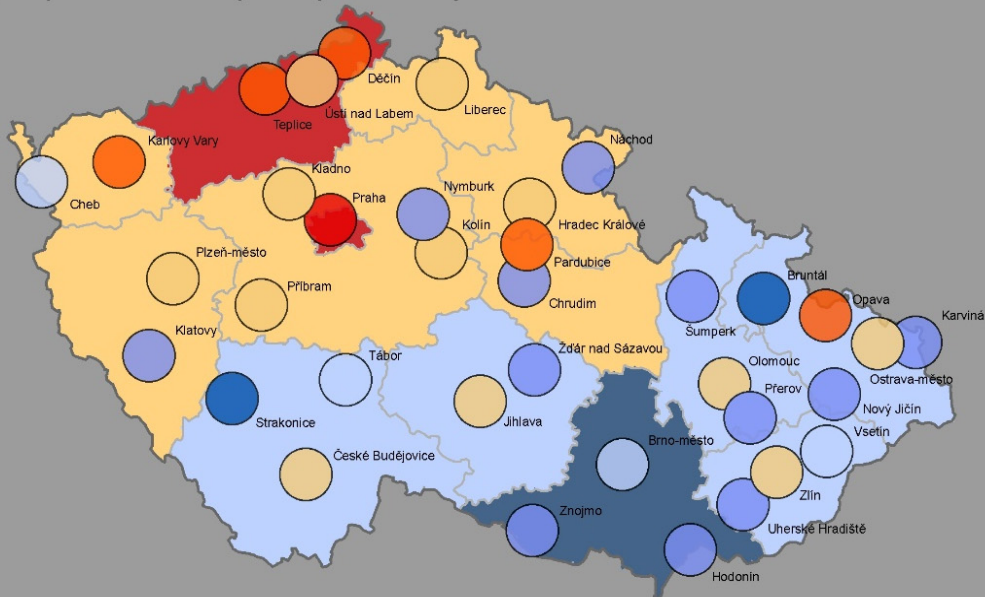 Děčín
Ústí nad Labem
Liberec
Teplice
Karlovy Vary
Náchod
Kladno
Nymburk
Praha
Cheb
Kolín
Hradec Králové
Plzeň-město
Pardubice
Bruntál
Příbram
Chrudim
Opava
Karviná
Klatovy
Šumperk
Tábor
Žďár nad Sázavou
Olomouc
Ostrava-město
Přerov
Nový Jičín
Strakonice
Jihlava
Vsetín
Brno-město
České Budějovice
Zlín
Znojmo
Uherské Hradiště
Hodonín